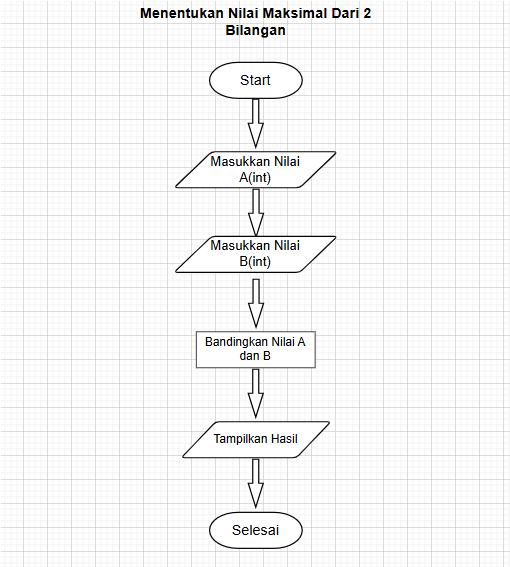 Menentukan Nilai Maksimal Dari 2
Bilangan
Start
Masukkan Nilai
A(int)
Masukkan Nilai
B(int)
Bandingkan Nilai A
dan B
Tampilkan Hasil
Selesai